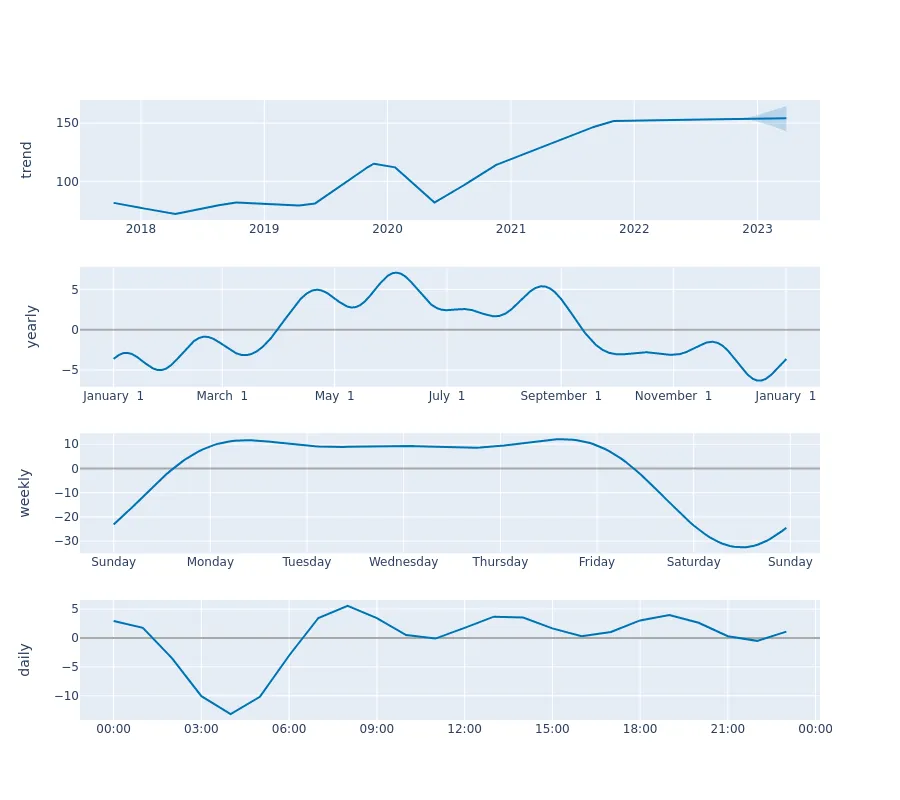 trend
150
100
2018 2019 2020 2021 2022 2023
yearly
5
0
−5
January 1 March 1 May 1 July 1 September 1 November 1 January 1
weekly
10
0
−10
−20
−30
Sunday Monday Tuesday Wednesday Thursday Friday Saturday Sunday
daily
5
0
−5
−10
00:00 03:00 06:00 09:00 12:00 15:00 18:00 21:00 00:00